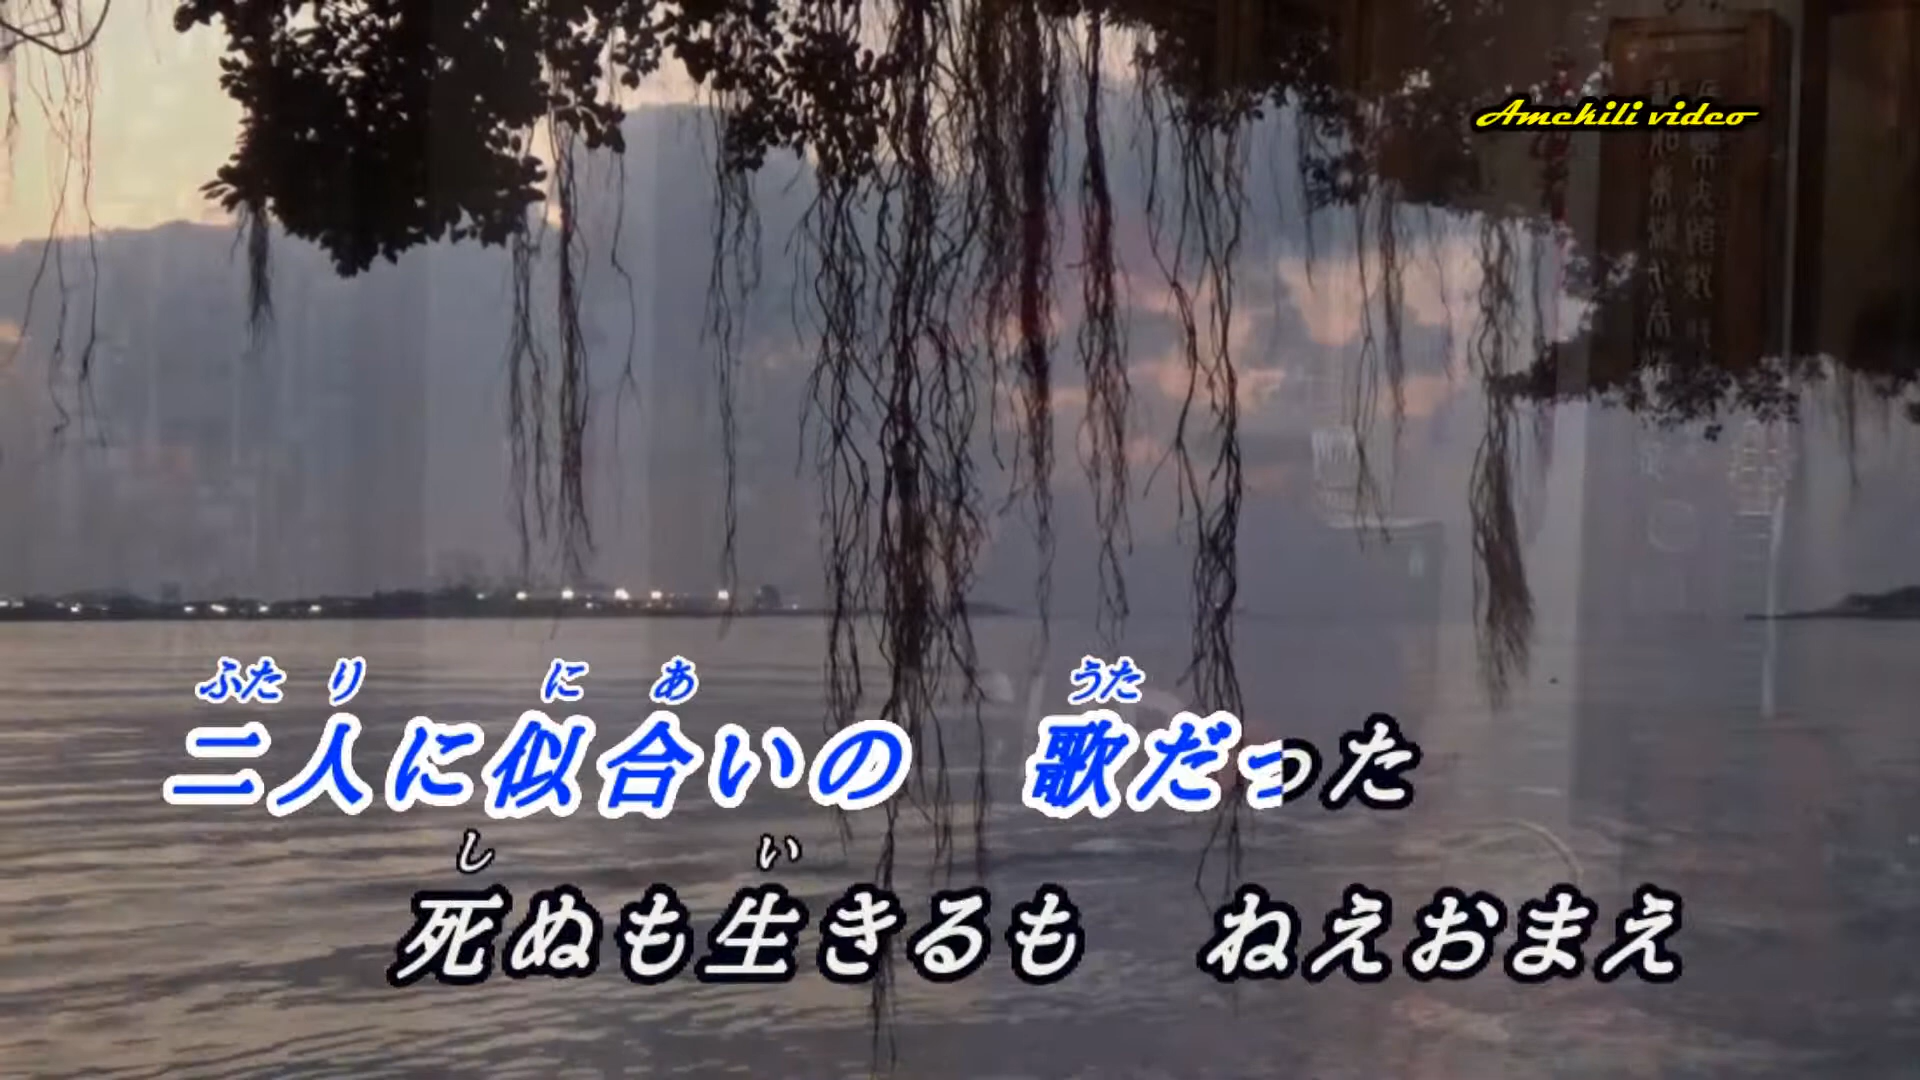 Amekili video
ふたり にあ うた
二人に似合いの 歌だった
し い
死ぬも生きるも ねえおまえ